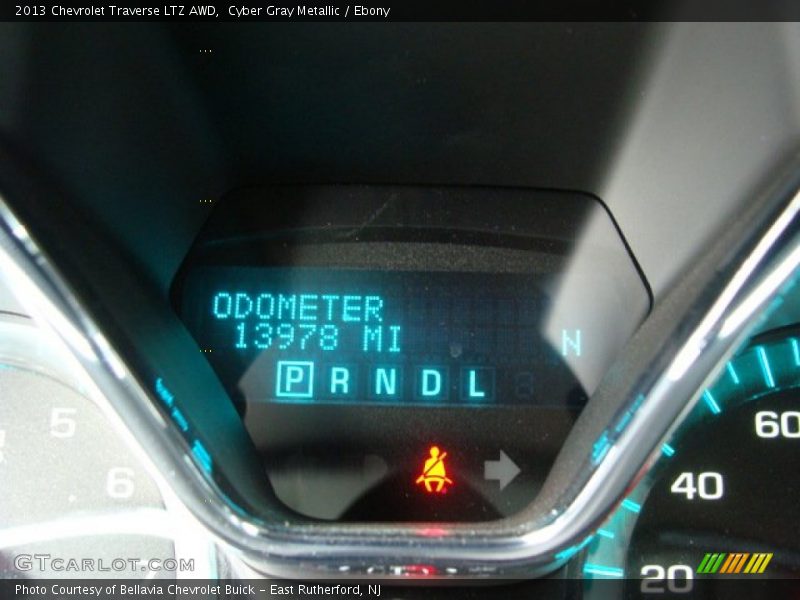 2013 Chevrolet Traverse LTZ AWD,  Cyber Gray Metallic / Ebony
ODOMETER
13978 MI
N
P R N D L
5
6
60
40
20
GTcarlot.com
Photo Courtesy of Bellavia Chevrolet Buick - East Rutherford, NJ